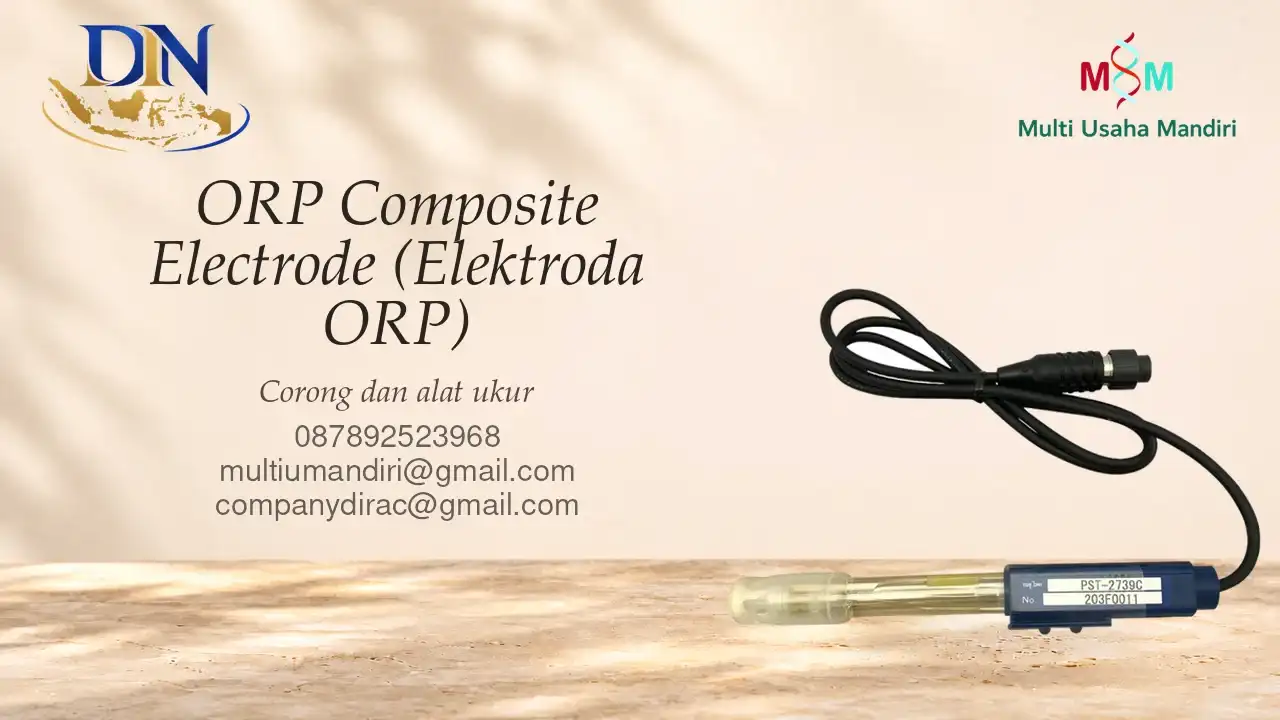 DN
MSM
Multi Usaha Mandiri
ORP Composite
Electrode (Elektroda
ORP)
Corong dan alat ukur
087892523968
multiumandiri@gmail.com
companydirac@gmail.com
PST-2739C
No.
203F0011